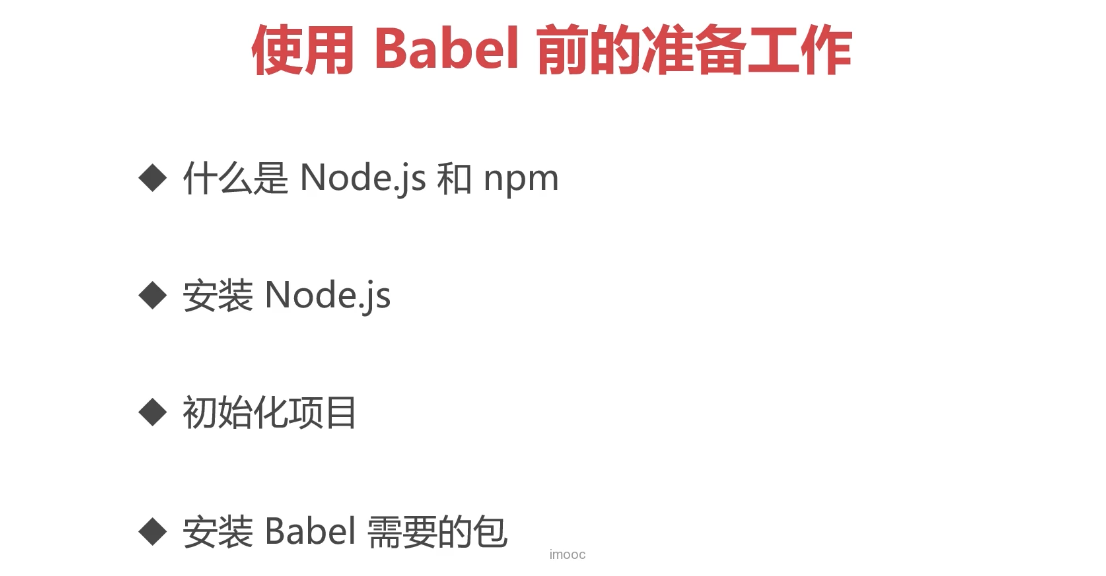 使用 Babel 前的准备工作
◆ 什么是 Node.js 和 npm
◆ 安装 Node.js
◆ 初始化项目
◆ 安装 Babel 需要的包
imooc